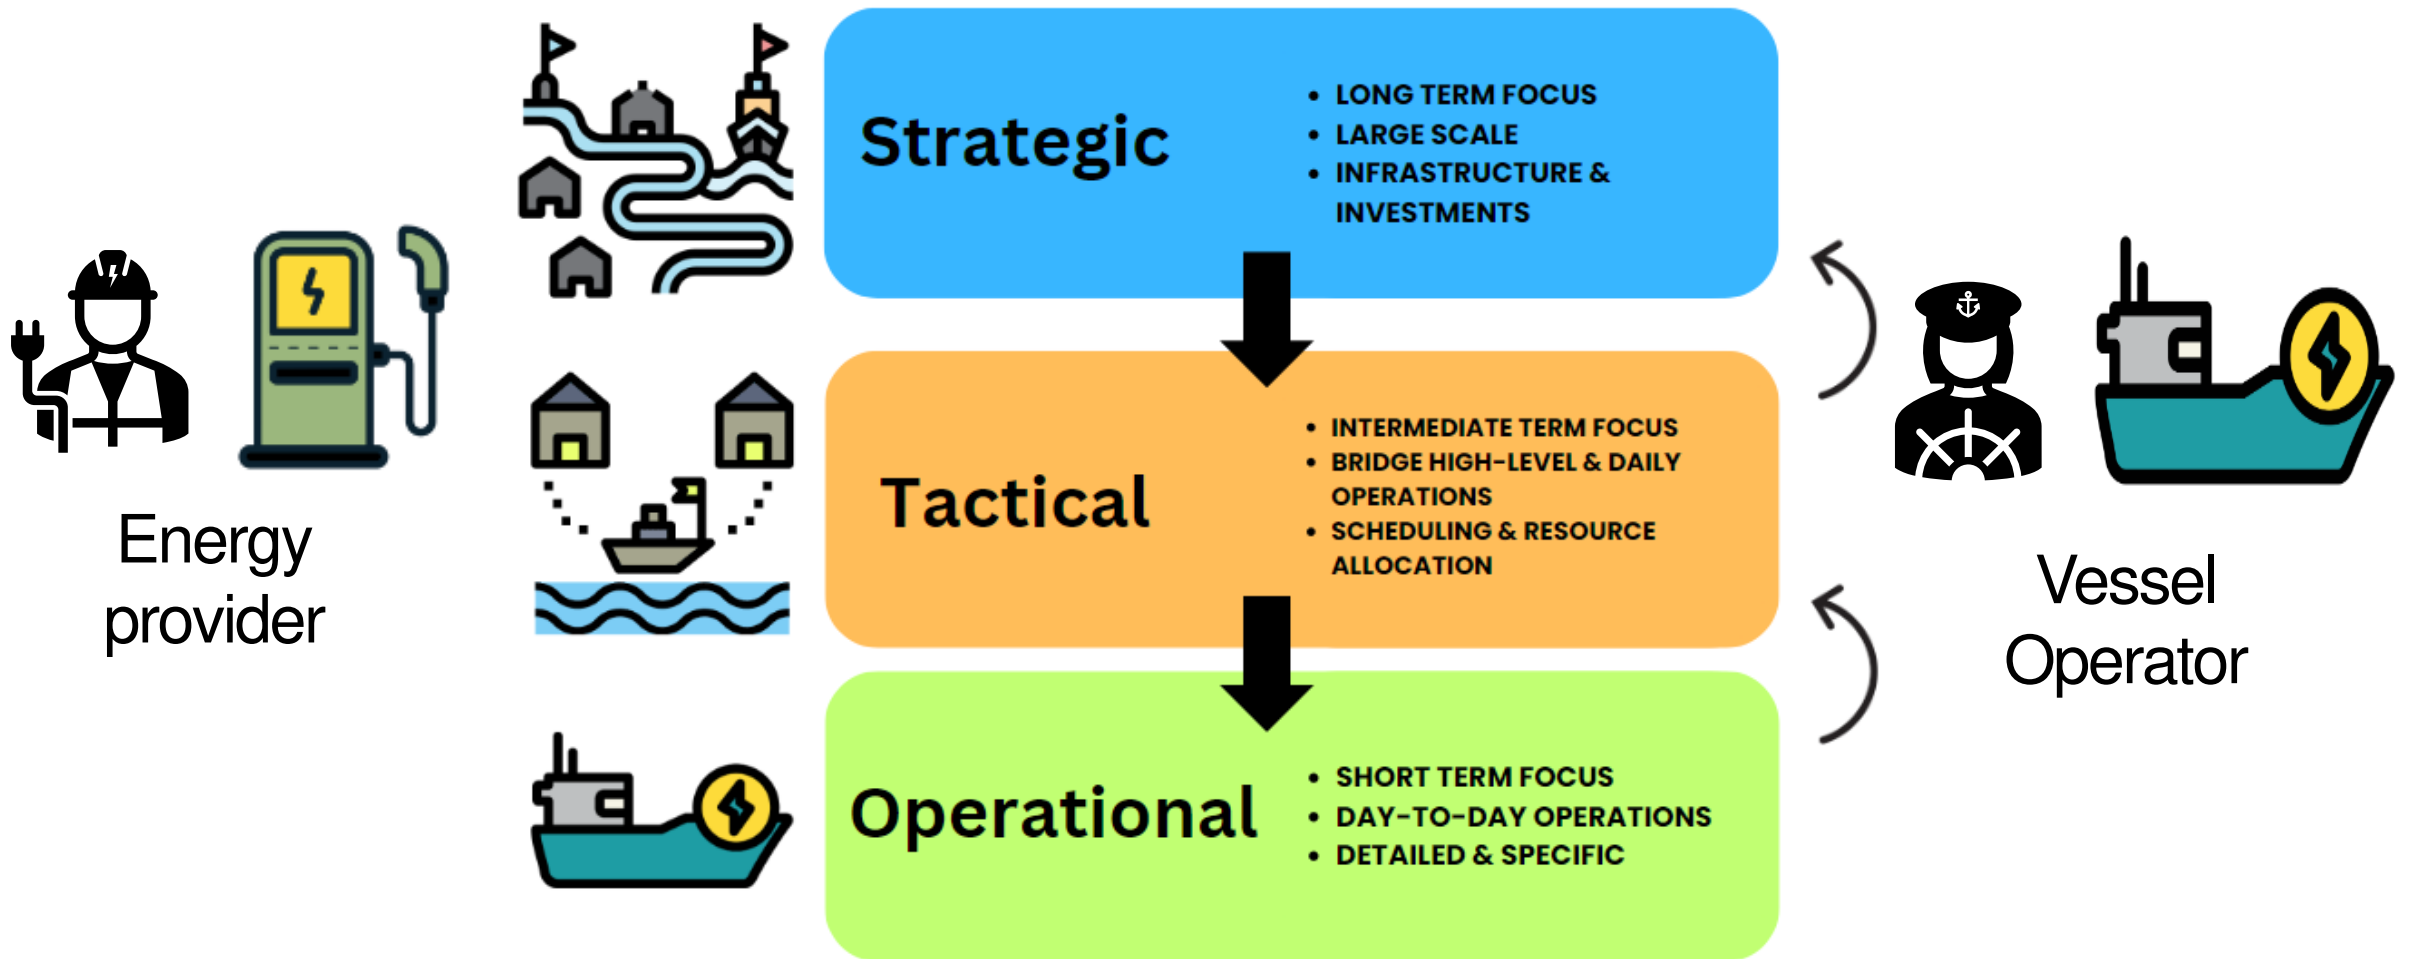 Energy
provider
Strategic
• LONG TERM FOCUS
• LARGE SCALE
• INFRASTRUCTURE &
INVESTMENTS
Tactical
• INTERMEDIATE TERM FOCUS
• BRIDGE HIGH-LEVEL & DAILY
OPERATIONS
• SCHEDULING & RESOURCE
ALLOCATION
Operational
• SHORT TERM FOCUS
• DAY-TO-DAY OPERATIONS
• DETAILED & SPECIFIC
Vessel
Operator